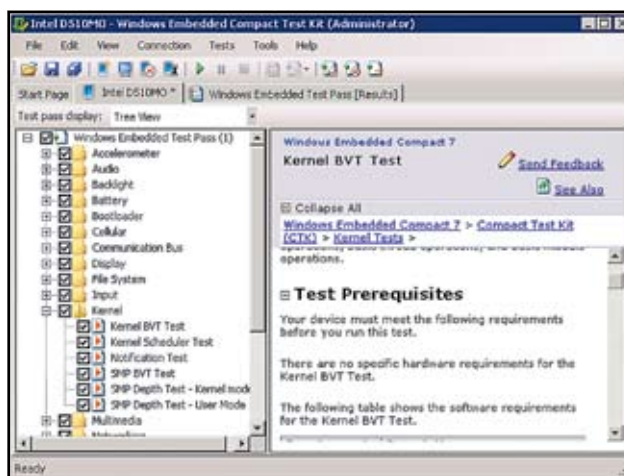 Intel D510MO - Windows Embedded Compact Test Kit (Administrator)
File Edit View Connection Tests Tools Help
Start Page Intel D510MO * Windows Embedded Test Pass [Results]
Test pass display: Tree View
Windows Embedded Test Pass (1)
Accelerometer
Audio
Backlight
Battery
Bootloader
Cellular
Communication Bus
Display
File System
Input
Kernel
Kernel BVT Test
Kernel Scheduler Test
Notification Test
SMP BVT Test
SMP Depth Test - Kernel mode
SMP Depth Test - User Mode
Multimedia
Windows Embedded Compact 7
Kernel BVT Test
Send Feedback
See Also
Collapse All
Windows Embedded Compact 7 > Compact Test Kit
(CTK) > Kernel Tests >
operations.
Test Prerequisites
Your device must meet the following requirements
before you run this test.
There are no specific hardware requirements for the
Kernel BVT Test.
The following table shows the software requirements
for the Kernel BVT Test.
Ready